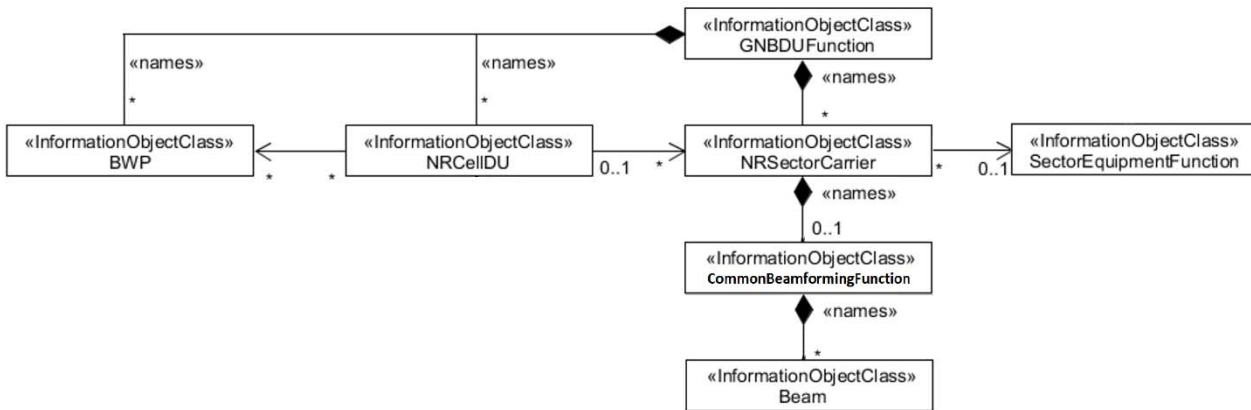 «InformationObjectClass»
GNBDUFunction
«names»
«names»
«names»
*
*
*
«InformationObjectClass»
BWP
«InformationObjectClass»
NRCellDU
«InformationObjectClass»
NRSectorCarrier
«InformationObjectClass»
SectorEquipmentFunction
*
*
0..1
*
*
0..1
«names»
0..1
«InformationObjectClass»
CommonBeamformingFunction
«names»
*
«InformationObjectClass»
Beam